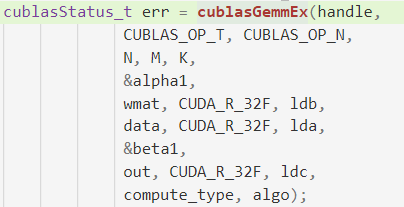 cublasStatus_t err = cublasGemmEx(handle,
CUBLAS_OP_T, CUBLAS_OP_N,
N, M, K,
&alpha1,
wmat, CUDA_R_32F, ldb,
data, CUDA_R_32F, lda,
&beta1,
out, CUDA_R_32F, ldc,
compute_type, algo);